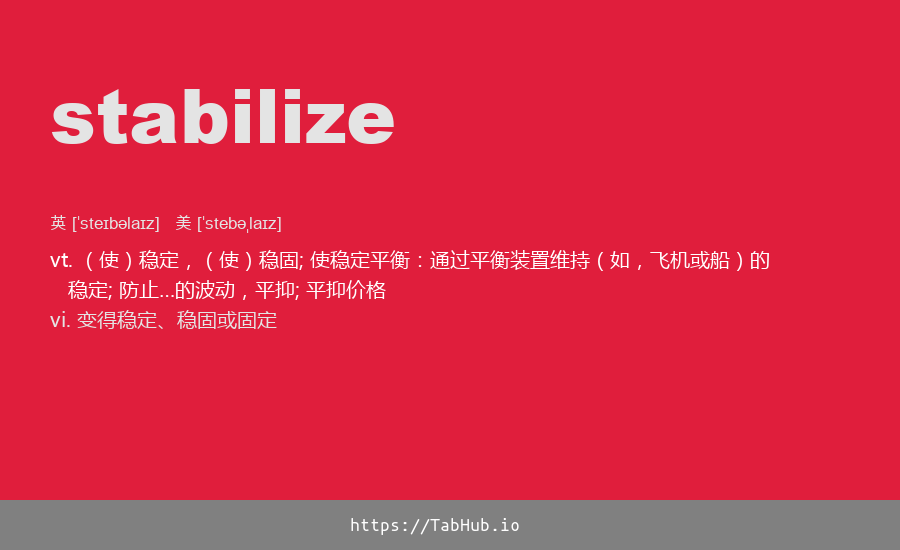 stabilize
英 [ˈsteɪbəlaɪz] 美 [ˈstebəˌlaɪz]
vt. （使）稳定，（使）稳固; 使稳定平衡：通过平衡装置维持（如，飞机或船）的
稳定; 防止...的波动，平抑; 平抑价格
vi. 变得稳定、稳固或固定
https://TabHub.io